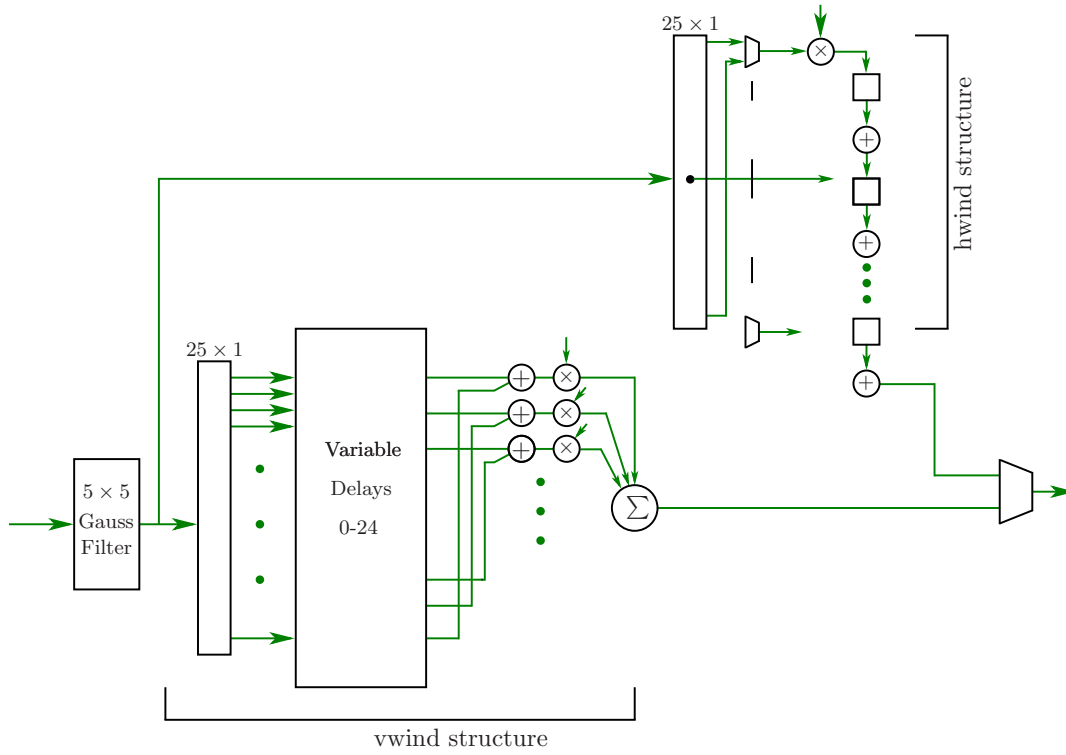 25 × 1
×
+
+
+
hwind structure
25 × 1
5 × 5
Gauss
Filter
Variable
Delays
0-24
+ ×
+ ×
+ ×
Σ
vwind structure